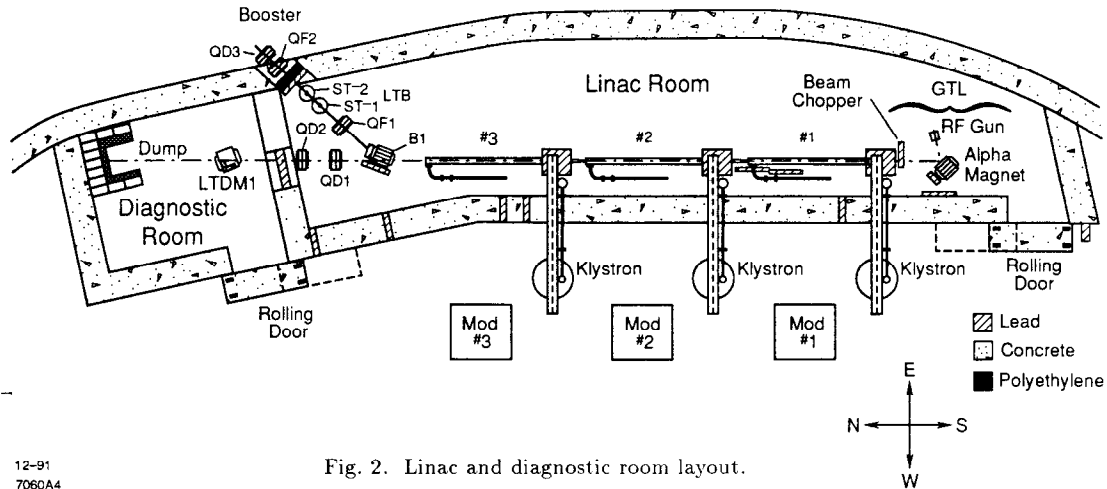 Booster
QD3
QF2
ST-2
ST-1
LTB
QF1
QD2
B1
QD1
Dump
LTDM1
Diagnostic
Room
Linac Room
#3
#2
#1
Beam
Chopper
GTL
RF Gun
Alpha
Magnet
Klystron
Klystron
Klystron
Rolling
Door
Rolling
Door
Mod
#3
Mod
#2
Mod
#1
Lead
Concrete
Polyethylene
E
N
S
W
12-91
7060A4
Fig. 2. Linac and diagnostic room layout.